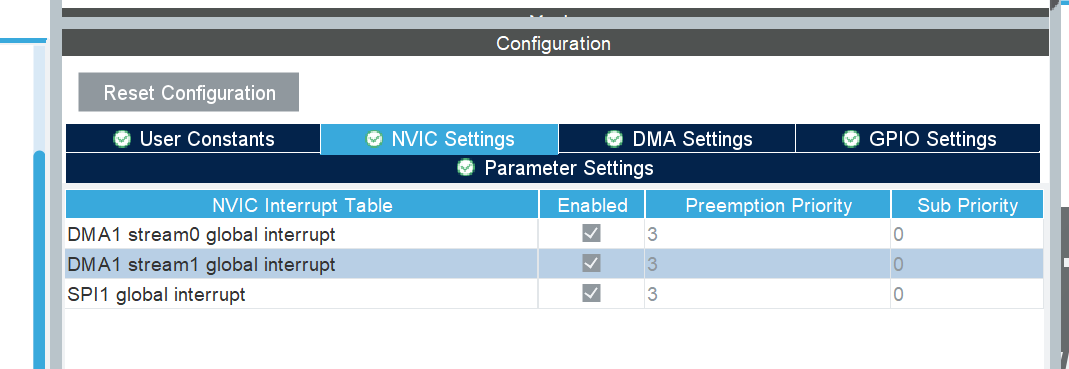 Configuration
Reset Configuration
User Constants NVIC Settings DMA Settings GPIO Settings
Parameter Settings
NVIC Interrupt Table Enabled Preemption Priority Sub Priority
DMA1 stream0 global interrupt 3 0
DMA1 stream1 global interrupt 3 0
SPI1 global interrupt 3 0